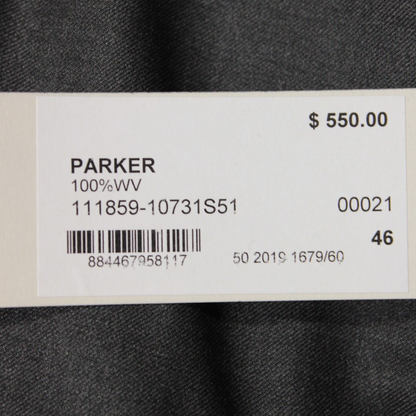 $ 550.00
PARKER
100%WV
111859-10731S51 00021
46
884467958117 50 2019 1679/60